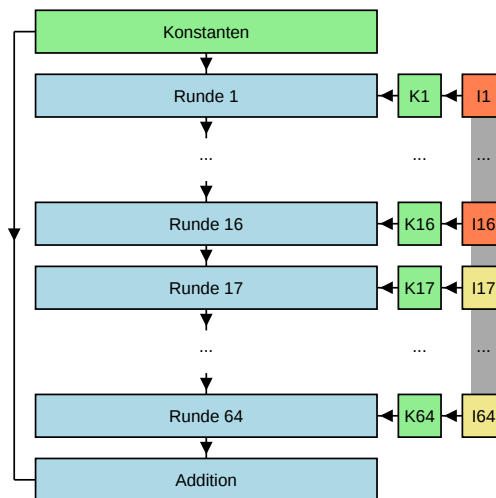 Konstanten
Runde 1 K1 I1
... ... ...
Runde 16 K16 I16
Runde 17 K17 I17
... ... ...
Runde 64 K64 I64
Addition